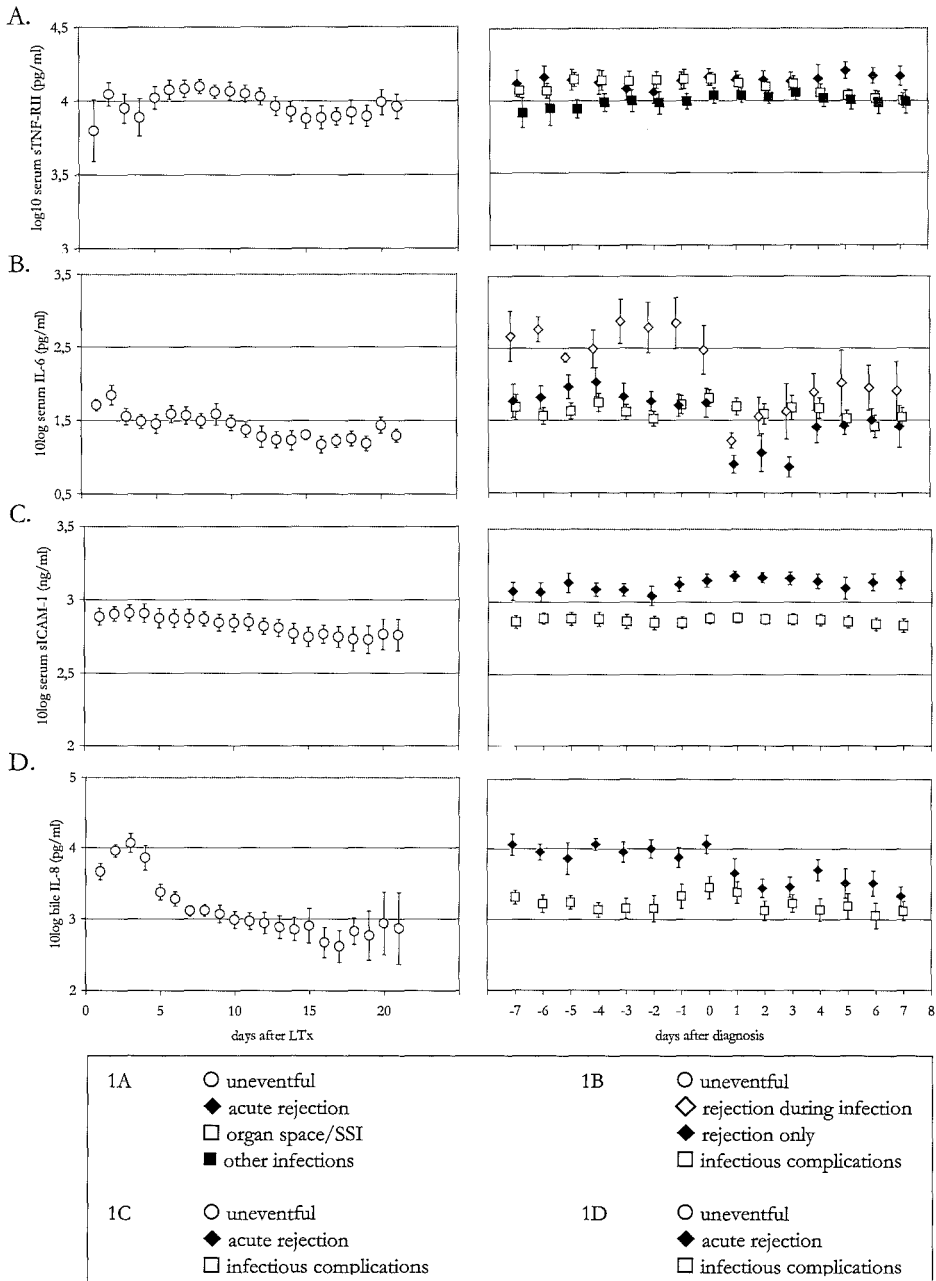 A.
log10 serum sTNF-RII (pg/ml)
4,5
4
3,5
3
B.
10log serum IL-6 (pg/ml)
3,5
2,5
1,5
0,5
C.
10log serum sICAM-1 (ng/ml)
3,5
3
2,5
2
D.
10log bile IL-8 (pg/ml)
5
4
3
2
0 5 10 15 20
days after LTx
-7 -6 -5 -4 -3 -2 -1 0 1 2 3 4 5 6 7 8
days after diagnosis
1A uneventful
acute rejection
organ space/SSI
other infections
1B uneventful
rejection during infection
rejection only
infectious complications
1C uneventful
acute rejection
infectious complications
1D uneventful
acute rejection
infectious complications